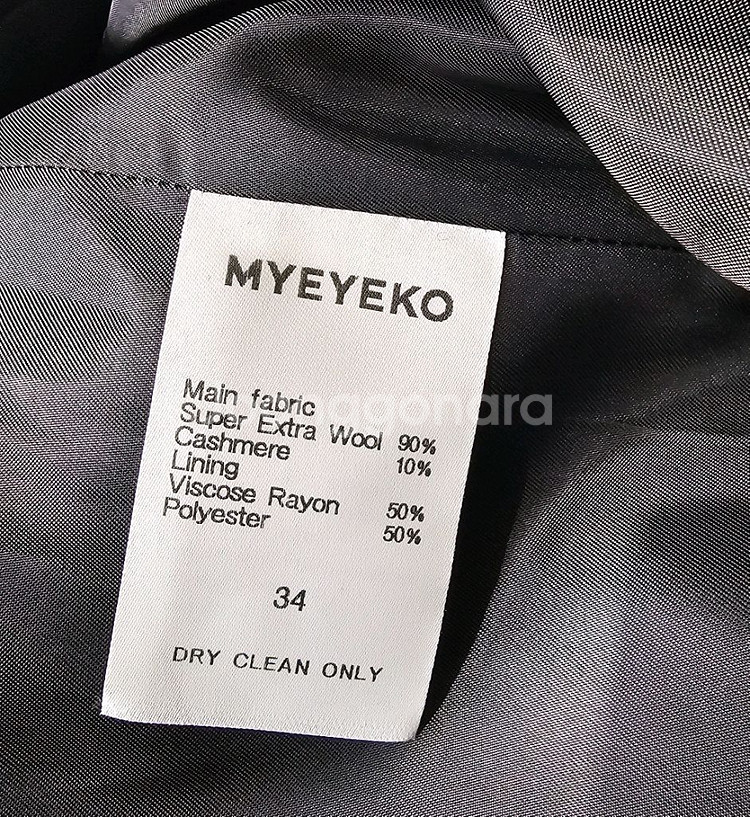 MYEYEKO
Main fabric
Super Extra Wool 90%
Cashmere 10%
Lining
Viscose Rayon 50%
Polyester 50%
34
DRY CLEAN ONLY